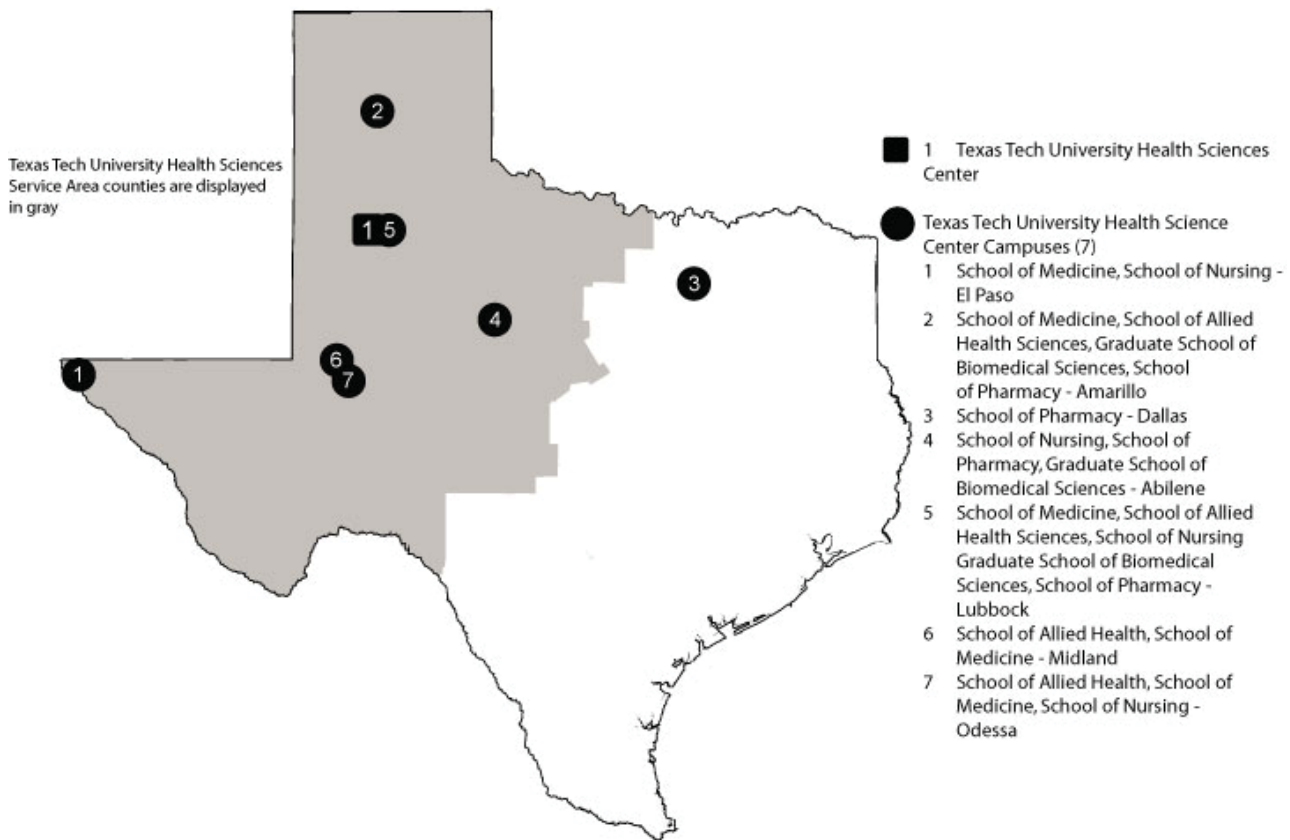 Texas Tech University Health Sciences
Service Area counties are displayed
in gray
2
1 5
3
4
6
7
1
1 Texas Tech University Health Sciences
Center
Texas Tech University Health Science
Center Campuses (7)
1 School of Medicine, School of Nursing -
El Paso
2 School of Medicine, School of Allied
Health Sciences, Graduate School of
Biomedical Sciences, School
of Pharmacy - Amarillo
3 School of Pharmacy - Dallas
4 School of Nursing, School of
Pharmacy, Graduate School of
Biomedical Sciences - Abilene
5 School of Medicine, School of Allied
Health Sciences, School of Nursing
Graduate School of Biomedical
Sciences, School of Pharmacy -
Lubbock
6 School of Allied Health, School of
Medicine - Midland
7 School of Allied Health, School of
Medicine, School of Nursing -
Odessa